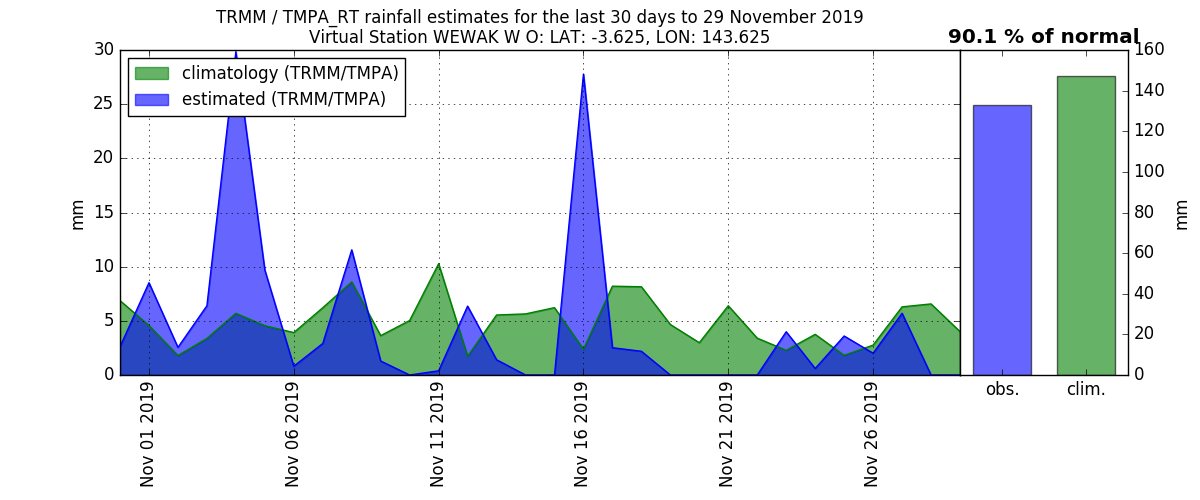 TRMM / TMPA_RT rainfall estimates for the last 30 days to 29 November 2019
Virtual Station WEWAK W O: LAT: -3.625, LON: 143.625
90.1 % of normal
climatology (TRMM/TMPA)
estimated (TRMM/TMPA)
mm
30
25
20
15
10
5
0
Nov 01 2019
Nov 06 2019
Nov 11 2019
Nov 16 2019
Nov 21 2019
Nov 26 2019
obs.
clim.
160
140
120
100
80
60
40
20
0
mm